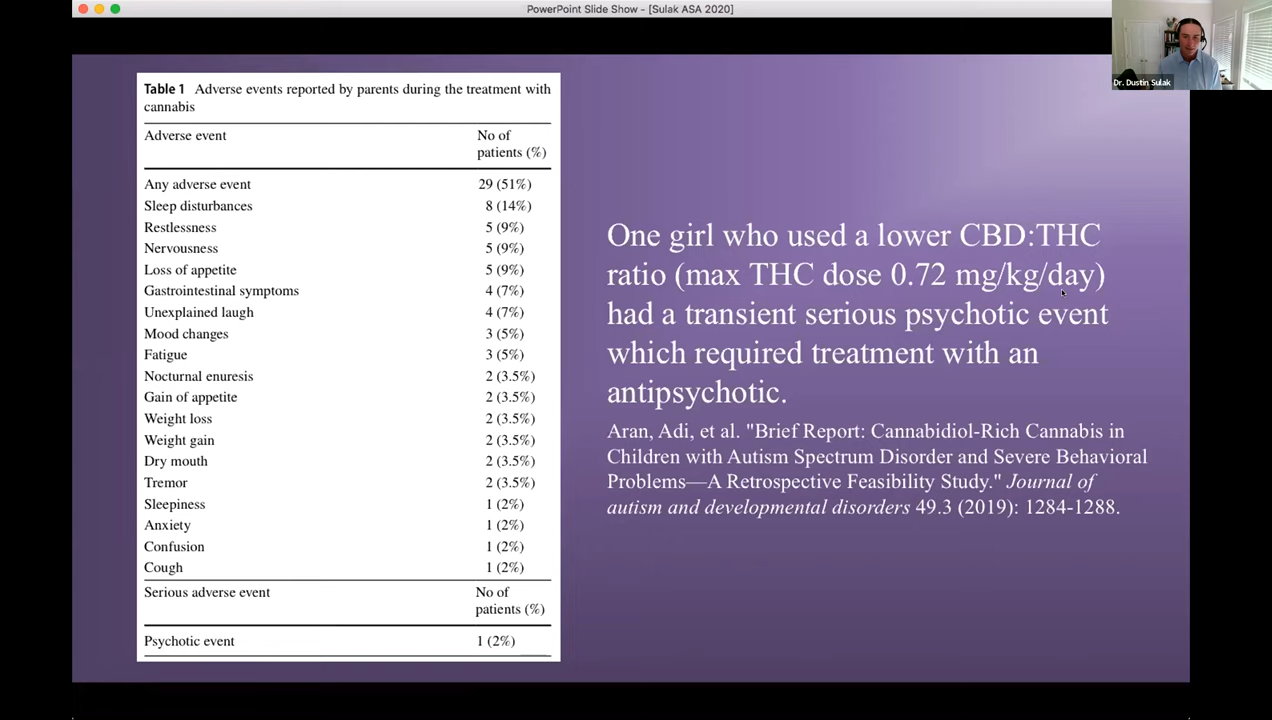 PowerPoint Slide Show - [Sulak ASA 2020]
Dr. Dustin Sulak
Table 1 Adverse events reported by parents during the treatment with
cannabis
Adverse event No of
patients (%)
Any adverse event 29 (51%)
Sleep disturbances 8 (14%)
Restlessness 5 (9%)
Nervousness 5 (9%)
Loss of appetite 5 (9%)
Gastrointestinal symptoms 4 (7%)
Unexplained laugh 4 (7%)
Mood changes 3 (5%)
Fatigue 3 (5%)
Nocturnal enuresis 2 (3.5%)
Gain of appetite 2 (3.5%)
Weight loss 2 (3.5%)
Weight gain 2 (3.5%)
Dry mouth 2 (3.5%)
Tremor 2 (3.5%)
Sleepiness 1 (2%)
Anxiety 1 (2%)
Confusion 1 (2%)
Cough 1 (2%)
Serious adverse event No of
patients (%)
Psychotic event 1 (2%)
One girl who used a lower CBD:THC
ratio (max THC dose 0.72 mg/kg/day)
had a transient serious psychotic event
which required treatment with an
antipsychotic.
Aran, Adi, et al. "Brief Report: Cannabidiol-Rich Cannabis in
Children with Autism Spectrum Disorder and Severe Behavioral
Problems—A Retrospective Feasibility Study." Journal of
autism and developmental disorders 49.3 (2019): 1284-1288.